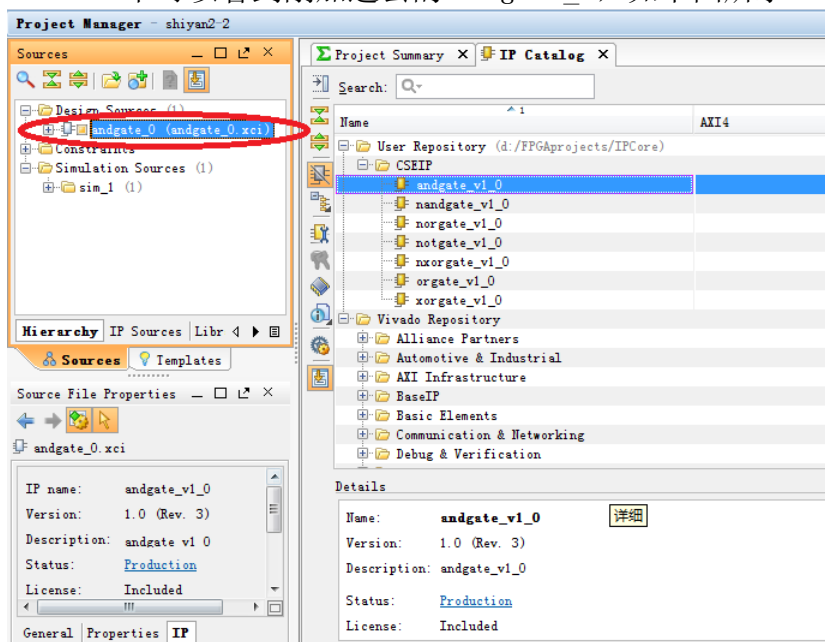 Project Manager - shiyan2-2
Sources
Design Sources (1)
andgate_0 (andgate_0.xci)
Constraints
Simulation Sources (1)
sim_1 (1)
Hierarchy IP Sources Libr
Sources Templates
Source File Properties
andgate_0.xci
IP name: andgate_v1_0
Version: 1.0 (Rev. 3)
Description: andgate v1 0
Status: Production
License: Included
General Properties IP
Project Summary IP Catalog
Search:
Name 1 AXI4
User Repository (d:/FPGAprojects/IPCore)
CSEIP
andgate_v1_0
nandgate_v1_0
norgate_v1_0
notgate_v1_0
nxorgate_v1_0
orgate_v1_0
xorgate_v1_0
Vivado Repository
Alliance Partners
Automotive & Industrial
AXI Infrastructure
BaseIP
Basic Elements
Communication & Networking
Debug & Verification
Details
Name: andgate_v1_0 详细
Version: 1.0 (Rev. 3)
Description: andgate_v1_0
Status: Production
License: Included